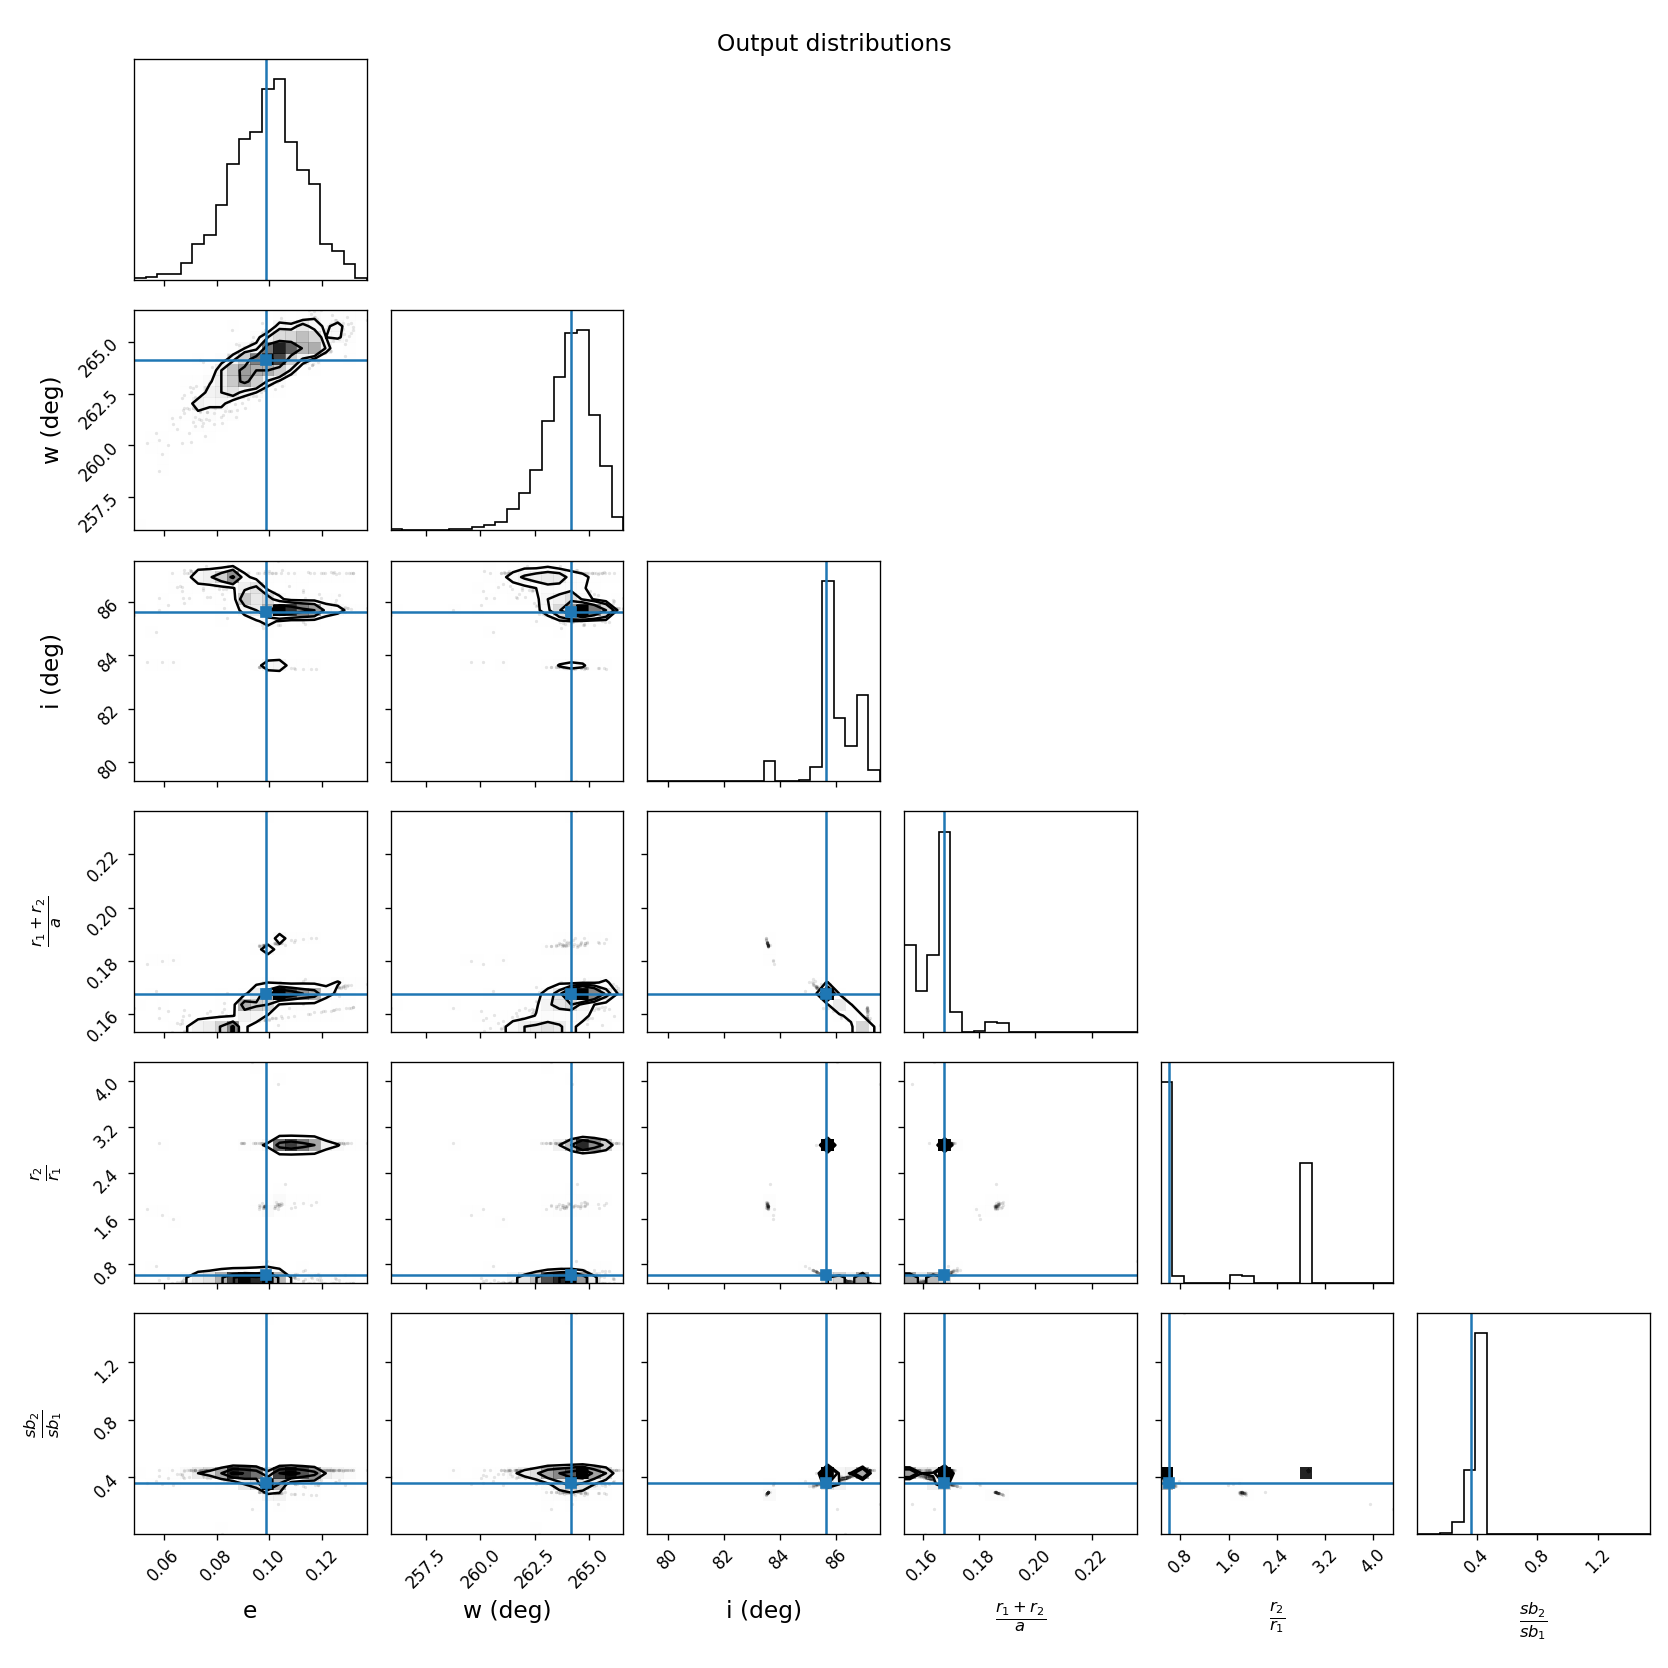 Output distributions
w (deg)
265.0
262.5
260.0
257.5
i (deg)
86
84
82
80
r₁ + r₂
a
0.22
0.20
0.18
0.16
r₂
r₁
4.0
3.2
2.4
1.6
0.8
sb₂
sb₁
1.2
0.8
0.4
0.06 0.08 0.10 0.12 257.5 260.0 262.5 265.0 80 82 84 86 0.16 0.18 0.20 0.22 0.8 1.6 2.4 3.2 4.0 0.4 0.8 1.2
e w (deg) i (deg)
r₁ + r₂
a
r₂
r₁
sb₂
sb₁